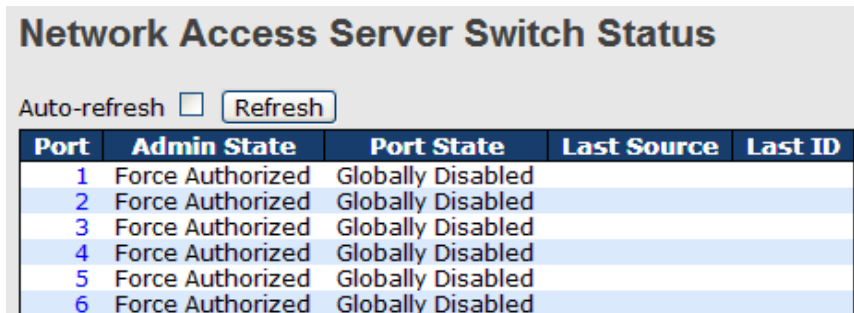 Network Access Server Switch Status
Auto-refresh Refresh
Port Admin State Port State Last Source Last ID
1 Force Authorized Globally Disabled
2 Force Authorized Globally Disabled
3 Force Authorized Globally Disabled
4 Force Authorized Globally Disabled
5 Force Authorized Globally Disabled
6 Force Authorized Globally Disabled